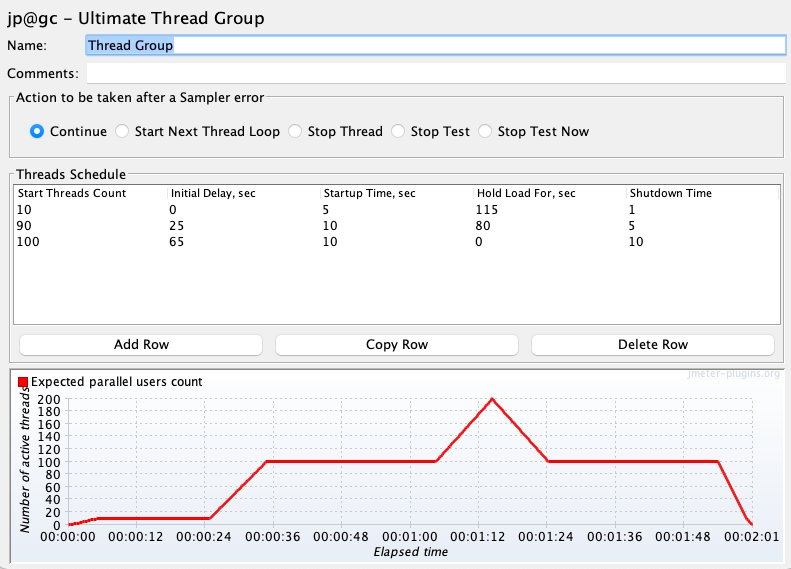 jp@gc - Ultimate Thread Group
Name: Thread Group
Comments:
Action to be taken after a Sampler error
Continue Start Next Thread Loop Stop Thread Stop Test Stop Test Now
Threads Schedule
Start Threads Count Initial Delay, sec Startup Time, sec Hold Load For, sec Shutdown Time
10 0 5 115 1
90 25 10 80 5
100 65 10 0 10
Add Row Copy Row Delete Row
jmeter-plugins.org
Expected parallel users count
Number of active threads
200
180
160
140
120
100
80
60
40
20
0
00:00:00 00:00:12 00:00:24 00:00:36 00:00:48 00:01:00 00:01:12 00:01:24 00:01:36 00:01:48 00:02:01
Elapsed time